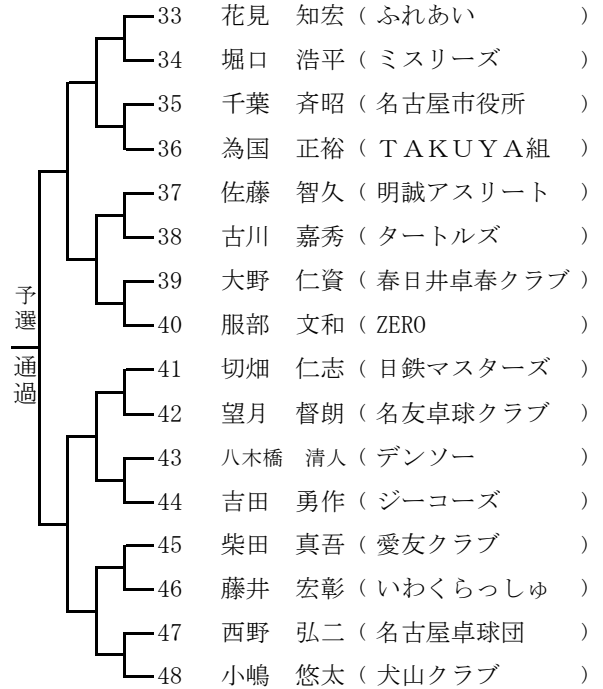 33 花見 知宏 ( ふれあい )
34 堀口 浩平 ( ミスリーズ )
35 千葉 斉昭 ( 名古屋市役所 )
36 為国 正裕 ( ＴＡＫＵＹＡ組 )
37 佐藤 智久 ( 明誠アスリート )
38 古川 嘉秀 ( タートルズ )
39 大野 仁資 ( 春日井卓春クラブ )
40 服部 文和 ( ZERO )
予選通過
41 切畑 仁志 ( 日鉄マスターズ )
42 望月 督朗 ( 名友卓球クラブ )
43 八木橋 清人 ( デンソー )
44 吉田 勇作 ( ジーコーズ )
45 柴田 真吾 ( 愛友クラブ )
46 藤井 宏彰 ( いわくらっしゅ )
47 西野 弘二 ( 名古屋卓球団 )
48 小嶋 悠太 ( 犬山クラブ )